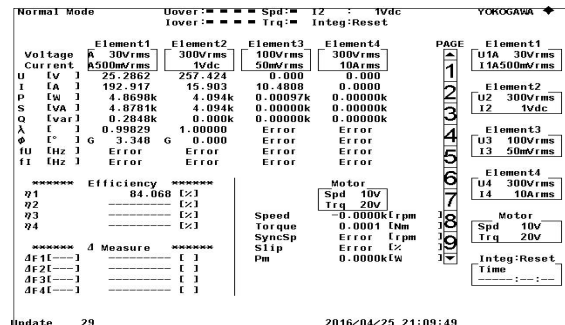 Normal Mode Uover: Spd: I2 : 1Vdc YOKOGAWA
Iover: Trq: Integ:Reset
Element1 Element2 Element3 Element4 PAGE Element1
Voltage A 30Vrms 300Vrms 100Vrms 300Vrms U1A 30Vrms
Current A500mVrms 1Vdc 50mVrms 10Arms 1 I1A500mVrms
U [V ] 25.2862 257.424 0.000 0.000
I [A ] 192.917 15.903 10.4808 0.000 Element2
P [W ] 4.8698k 4.094k 0.00097k 0.0000k 2 U2 300Vrms
S [VA ] 4.8781k 4.094k 0.00000k 0.0000k I2 1Vdc
Q [var] 0.2848k 0.000k 0.00000k 0.0000k 3
λ [ ] 0.99829 1.00000 Error Error Element3
Φ [° ] G 3.348 G 0.000 Error Error 4 U3 100Vrms
fU [Hz ] Error Error Error Error I3 50mVrms
fI [Hz ] Error Error Error Error 5
Element4
****** Efficiency ****** Motor 6 U4 300Vrms
η1 84.068 [%] Spd 10V I4 10Arms
η2 --------- [%] Trq 20V 7
η3 --------- [%] Speed -0.0000k[rpm ] Motor
η4 --------- [%] Torque 0.0001 [Nm ] 8 Spd 10V
SyncSp Error [rpm ] Trq 20V
****** Δ Measure ****** Slip Error [% ] 9
ΔF1[---] --------- [ ] Pm 0.0000k[W ] Integ:Reset
ΔF2[---] --------- [ ] Time
ΔF3[---] --------- [ ] -----:--:--
ΔF4[---] --------- [ ]
Update 29 2016/04/25 21:09:49